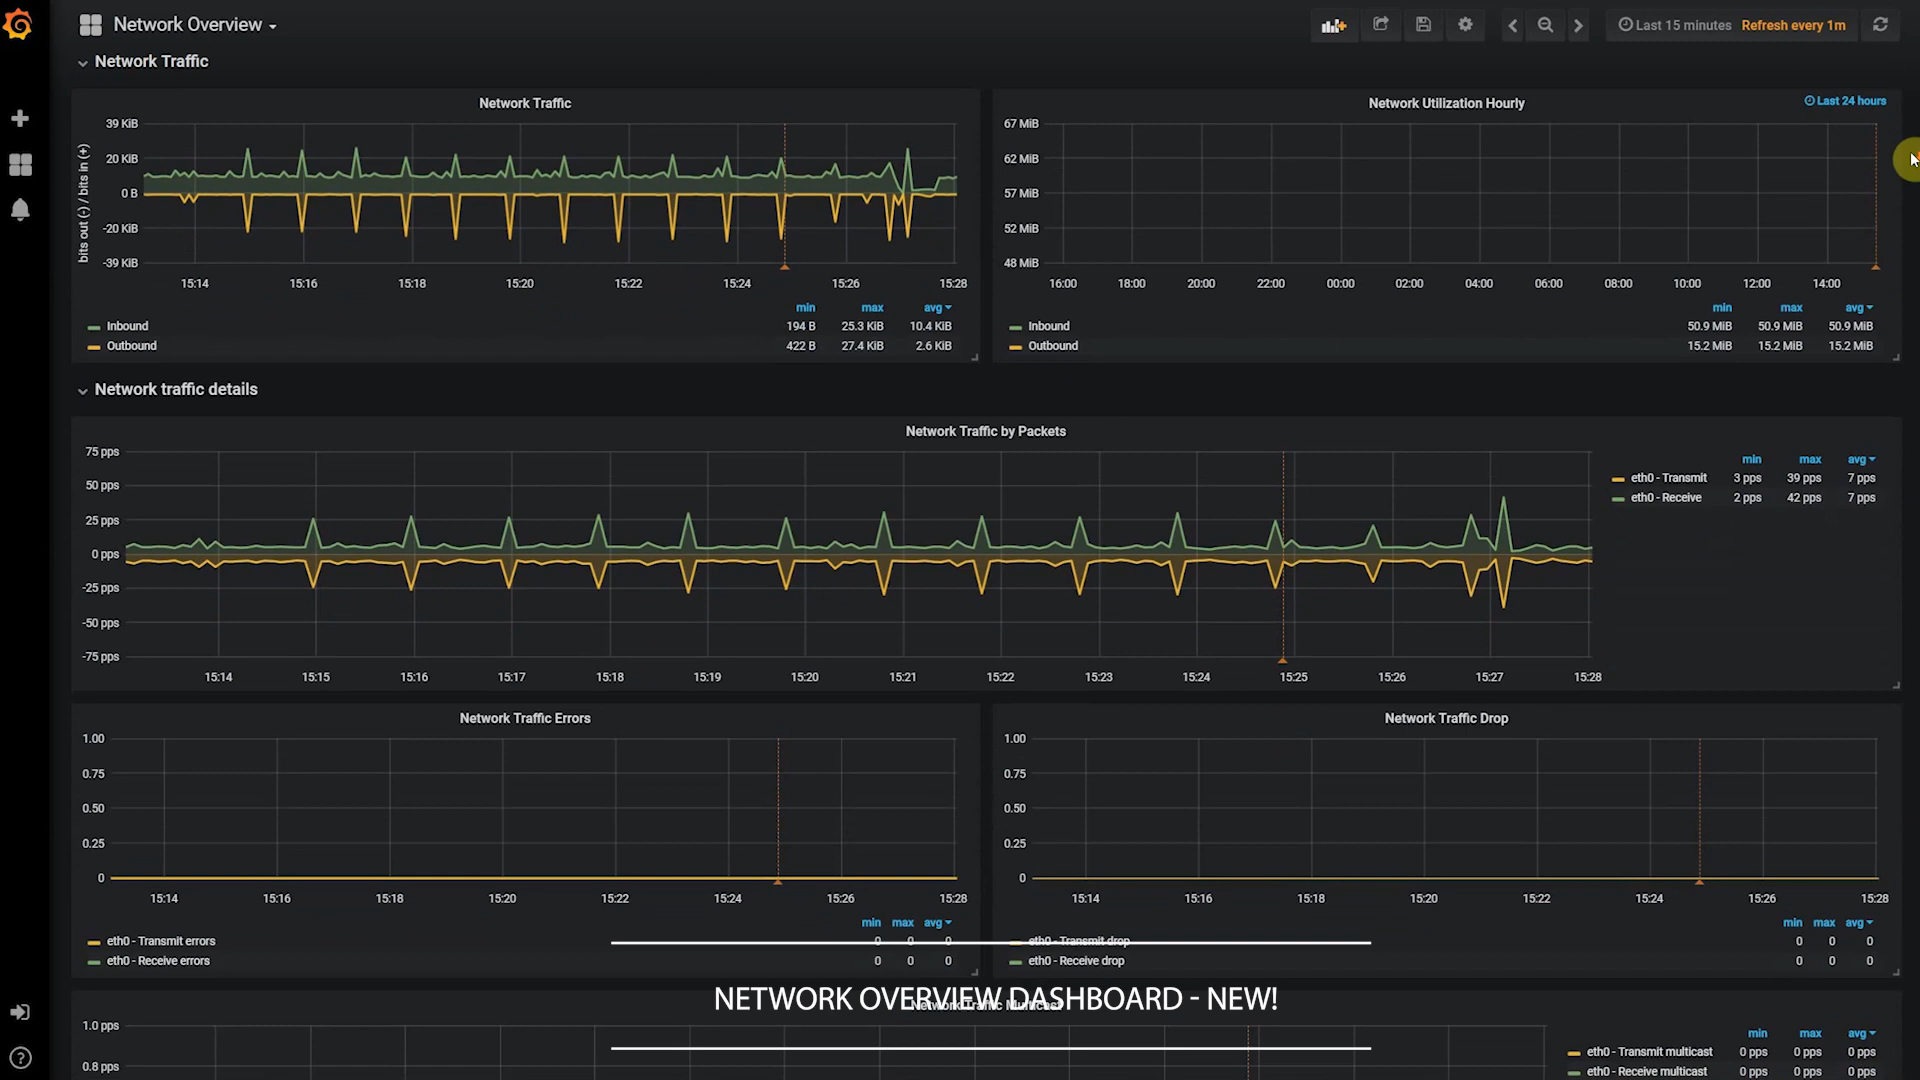 Network Overview
Last 15 minutes Refresh every 1m
Network Traffic
Network Traffic
39 KiB
20 KiB
0 B
-20 KiB
-39 KiB
bits out (-) / bits in (+)
15:14 15:16 15:18 15:20 15:22 15:24 15:26 15:28
min max avg
Inbound 194 B 25.3 KiB 10.4 KiB
Outbound 422 B 27.4 KiB 2.6 KiB
Network Utilization Hourly
Last 24 hours
67 MiB
62 MiB
57 MiB
52 MiB
48 MiB
16:00 18:00 20:00 22:00 00:00 02:00 04:00 06:00 08:00 10:00 12:00 14:00
min max avg
Inbound 50.9 MiB 50.9 MiB 50.9 MiB
Outbound 15.2 MiB 15.2 MiB 15.2 MiB
Network traffic details
Network Traffic by Packets
75 pps
50 pps
25 pps
0 pps
-25 pps
-50 pps
-75 pps
15:14 15:15 15:16 15:17 15:18 15:19 15:20 15:21 15:22 15:23 15:24 15:25 15:26 15:27 15:28
min max avg
eth0 - Transmit 3 pps 39 pps 7 pps
eth0 - Receive 2 pps 42 pps 7 pps
Network Traffic Errors
1.00
0.75
0.50
0.25
0
15:14 15:16 15:18 15:20 15:22 15:24 15:26 15:28
min max avg
eth0 - Transmit errors 0 0 0
eth0 - Receive errors 0 0 0
Network Traffic Drop
1.00
0.75
0.50
0.25
0
15:14 15:16 15:18 15:20 15:22 15:24 15:26 15:28
min max avg
eth0 - Transmit drop 0 0 0
eth0 - Receive drop 0 0 0
NETWORK OVERVIEW DASHBOARD - NEW!
Network Traffic Multicast
1.0 pps
0.8 pps
min max avg
eth0 - Transmit multicast 0 pps 0 pps 0 pps
eth0 - Receive multicast 0 pps 0 pps 0 pps